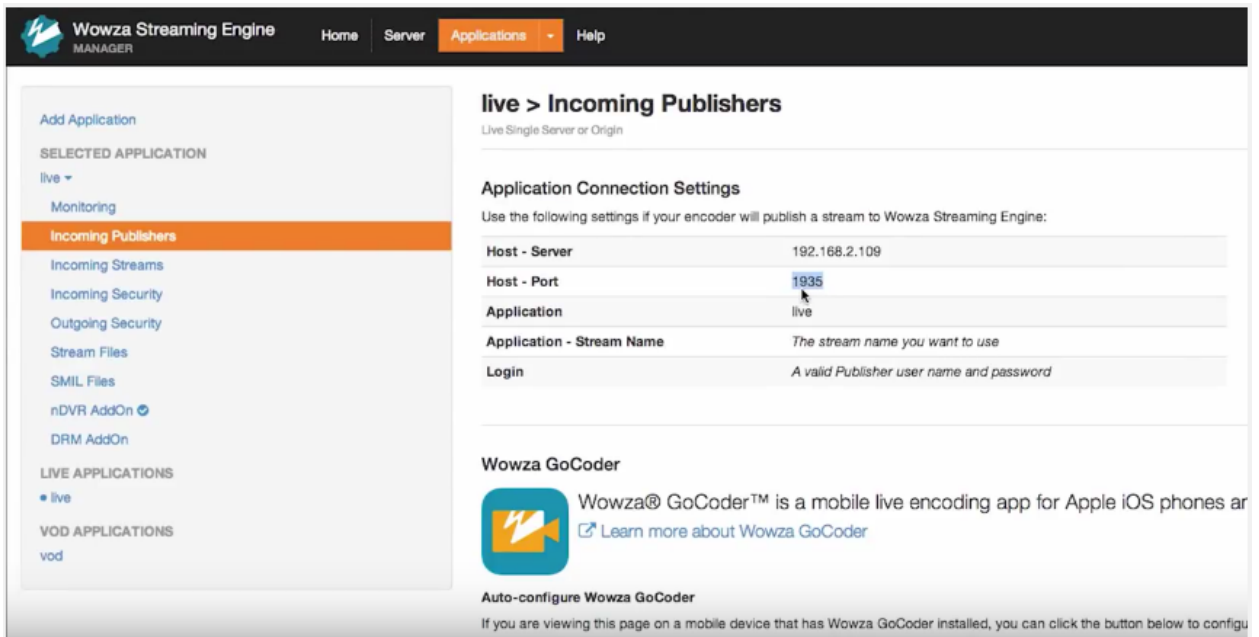 Wowza Streaming Engine
MANAGER
Home Server Applications Help
Add Application
SELECTED APPLICATION
live
Monitoring
Incoming Publishers
Incoming Streams
Incoming Security
Outgoing Security
Stream Files
SMIL Files
nDVR AddOn
DRM AddOn
LIVE APPLICATIONS
• live
VOD APPLICATIONS
vod
live > Incoming Publishers
Live Single Server or Origin
Application Connection Settings
Use the following settings if your encoder will publish a stream to Wowza Streaming Engine:
Host - Server 192.168.2.109
Host - Port 1935
Application live
Application - Stream Name The stream name you want to use
Login A valid Publisher user name and password
Wowza GoCoder
Wowza® GoCoder™ is a mobile live encoding app for Apple iOS phones
Learn more about Wowza GoCoder
Auto-configure Wowza GoCoder
If you are viewing this page on a mobile device that has Wowza GoCoder installed, you can click the button below to